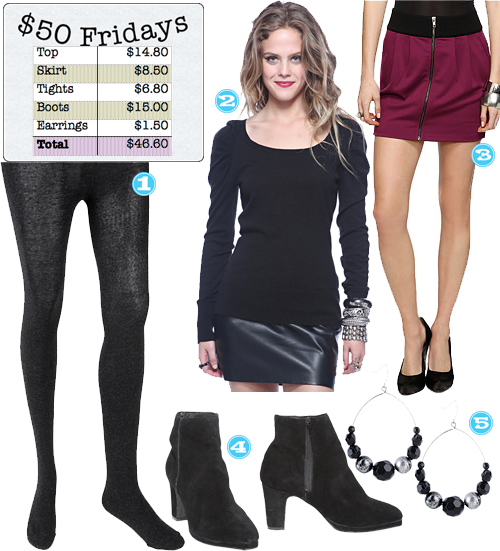 $50 Fridays
Top $14.80
Skirt $8.50
Tights $6.80
Boots $15.00
Earrings $1.50
Total $46.60
1
2
3
4
5